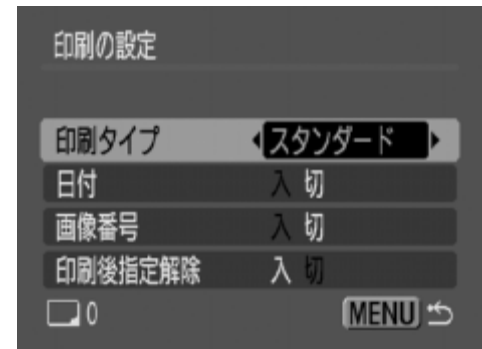 印刷の設定
印刷タイプ スタンダード
日付 入 切
画像番号 入 切
印刷後指定解除 入 切
0 MENU